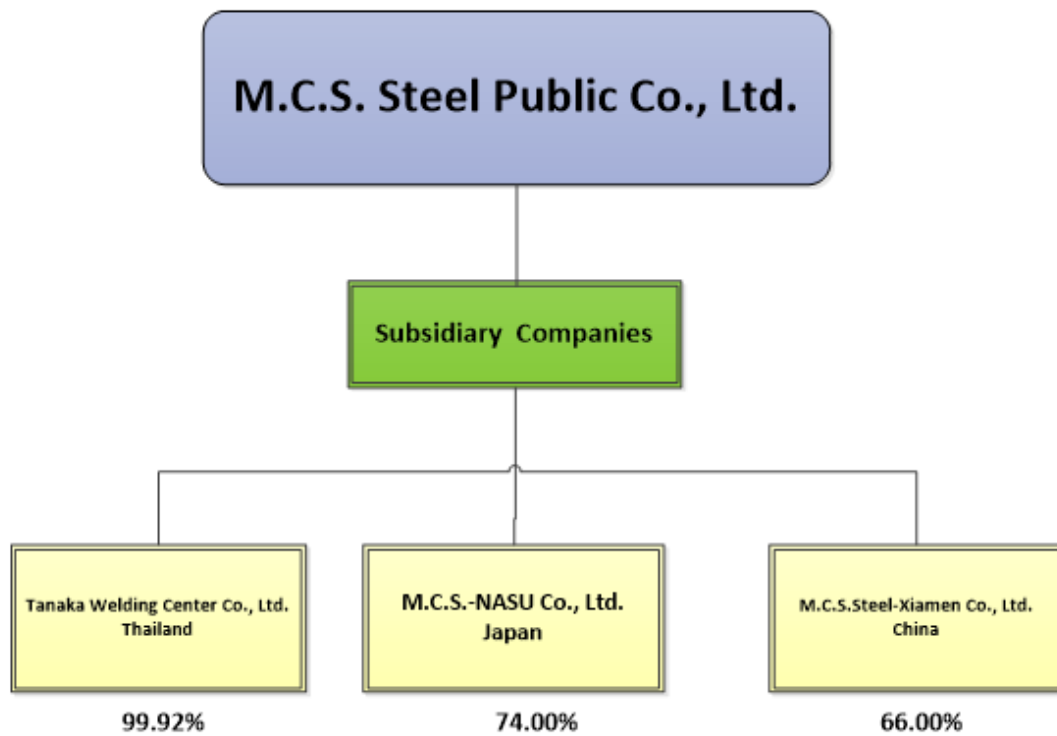 M.C.S. Steel Public Co., Ltd.
Subsidiary Companies
Tanaka Welding Center Co., Ltd.
Thailand
99.92%
M.C.S.-NASU Co., Ltd.
Japan
74.00%
M.C.S.Steel-Xiamen Co., Ltd.
China
66.00%